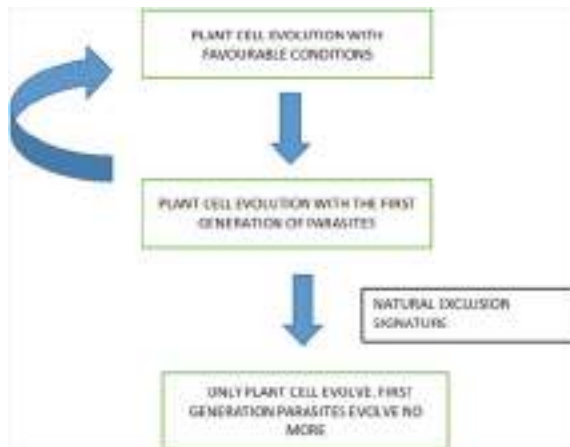 PLANT CELL EVOLUTION WITH
FAVOURABLE CONDITIONS
PLANT CELL EVOLUTION WITH THE FIRST
GENERATION OF PARASITES
NATURAL EXCLUSION
SIGNATURE
ONLY PLANT CELL EVOLVE, FIRST
GENERATION PARASITES EVOLVE NO
MORE